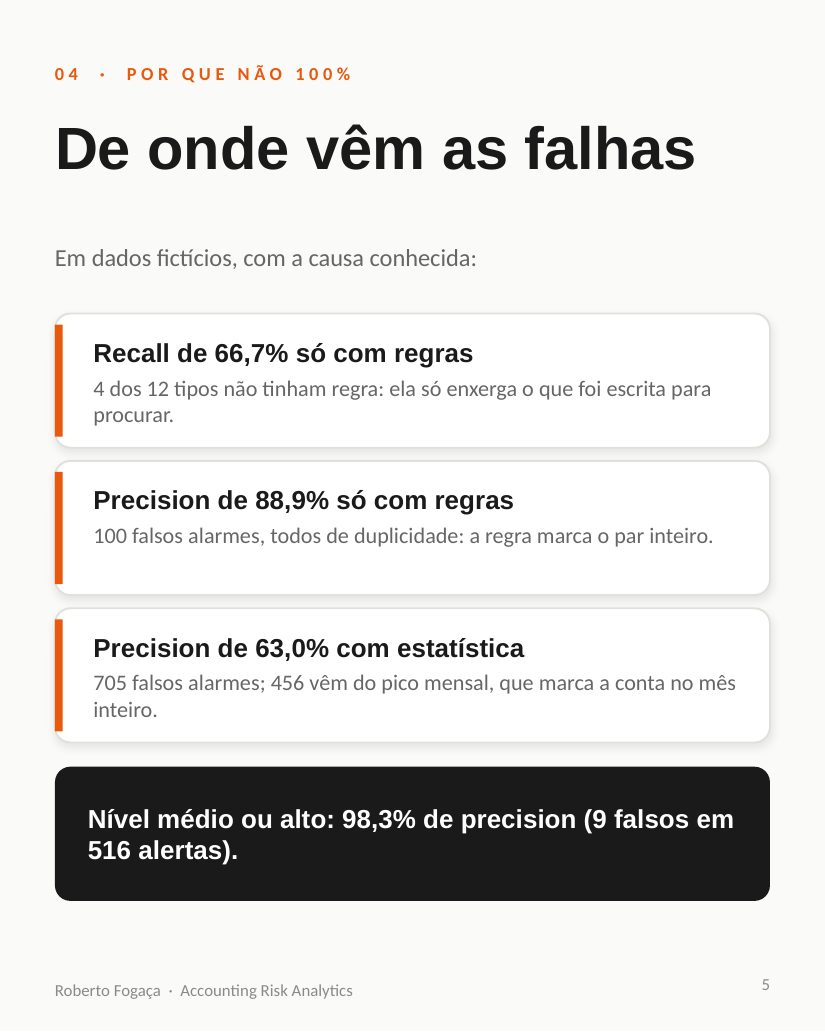 04 · POR QUE NÃO 100%
De onde vêm as falhas
Em dados fictícios, com a causa conhecida:
Recall de 66,7% só com regras
4 dos 12 tipos não tinham regra: ela só enxerga o que foi escrita para
procurar.
Precision de 88,9% só com regras
100 falsos alarmes, todos de duplicidade: a regra marca o par inteiro.
Precision de 63,0% com estatística
705 falsos alarmes; 456 vêm do pico mensal, que marca a conta no mês
inteiro.
Nível médio ou alto: 98,3% de precision (9 falsos em
516 alertas).
Roberto Fogaça · Accounting Risk Analytics
5